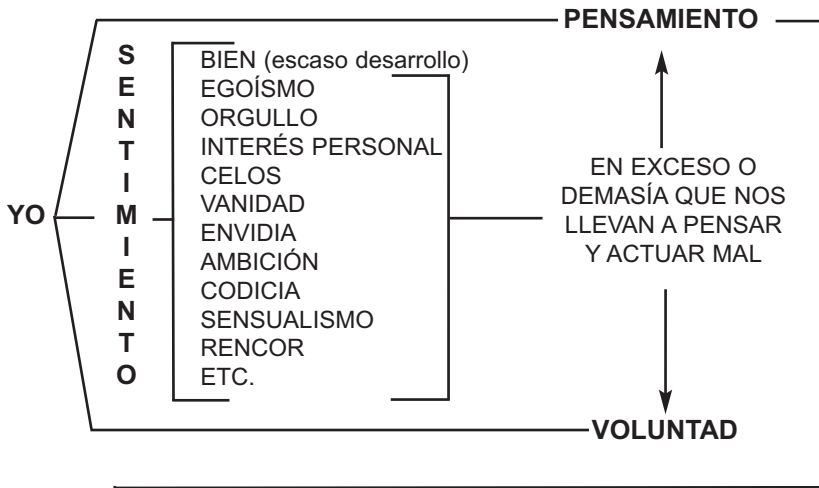 PENSAMIENTO
YO
SENTIMIENTO
BIEN (escaso desarrollo)
EGOÍSMO
ORGULLO
INTERÉS PERSONAL
CELOS
VANIDAD
ENVIDIA
AMBICIÓN
CODICIA
SENSUALISMO
RENCOR
ETC.
EN EXCESO O
DEMASÍA QUE NOS
LLEVAN A PENSAR
Y ACTUAR MAL
VOLUNTAD